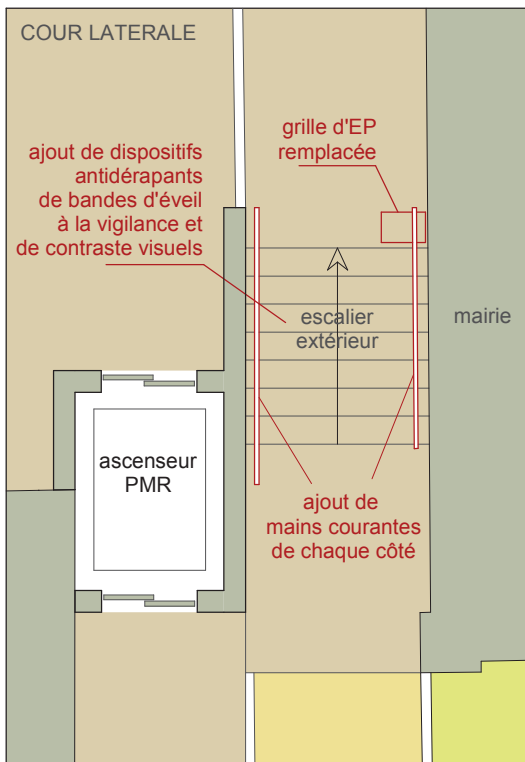 COUR LATERALE
grille d'EP
remplacée
ajout de dispositifs
antidérapants
de bandes d'éveil
à la vigilance et
de contraste visuels
escalier
extérieur
mairie
ascenseur
PMR
ajout de
mains courantes
de chaque côté